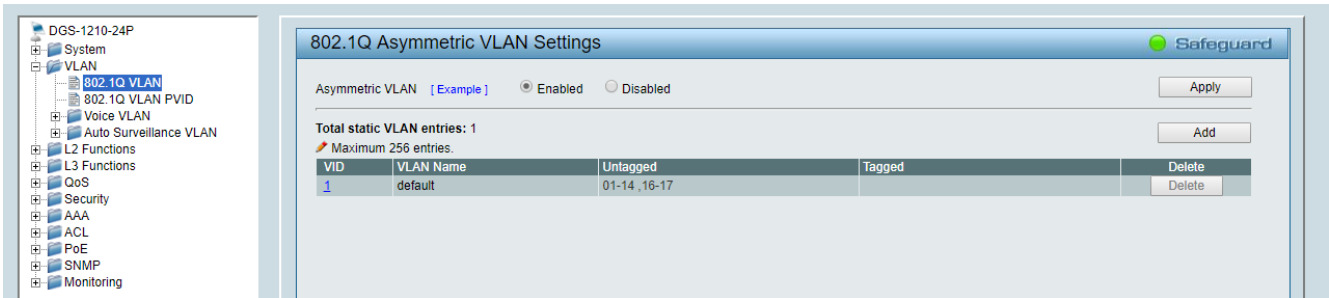 DGS-1210-24P
System
VLAN
802.1Q VLAN
802.1Q VLAN PVID
Voice VLAN
Auto Surveillance VLAN
L2 Functions
L3 Functions
QoS
Security
AAA
ACL
PoE
SNMP
Monitoring
802.1Q Asymmetric VLAN Settings Safeguard
Asymmetric VLAN [ Example ] Enabled Disabled Apply
Total static VLAN entries: 1 Add
Maximum 256 entries.
VID VLAN Name Untagged Tagged Delete
1 default 01-14 ,16-17 Delete